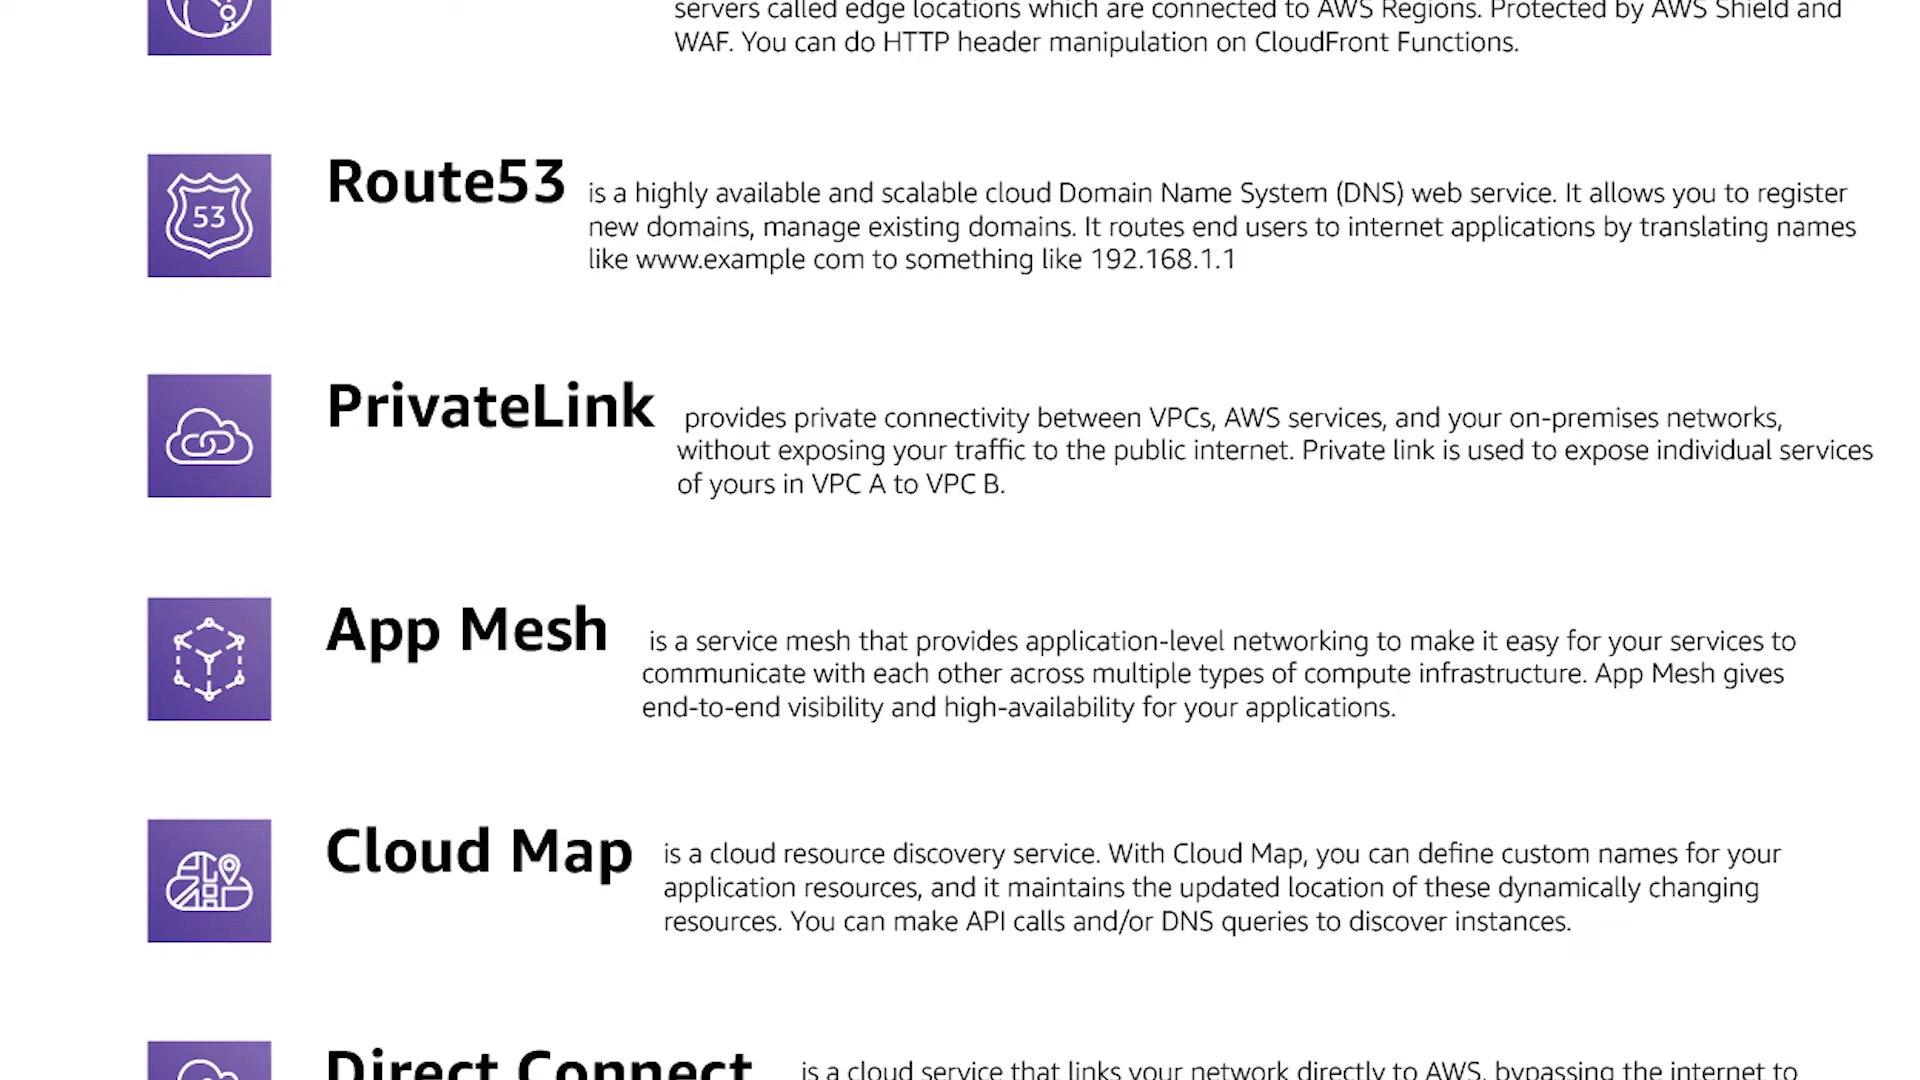 servers called edge locations which are connected to AWS Regions. Protected by AWS Shield and
WAF. You can do HTTP header manipulation on CloudFront Functions.
53
Route53 is a highly available and scalable cloud Domain Name System (DNS) web service. It allows you to register
new domains, manage existing domains. It routes end users to internet applications by translating names
like www.example com to something like 192.168.1.1
PrivateLink provides private connectivity between VPCs, AWS services, and your on-premises networks,
without exposing your traffic to the public internet. Private link is used to expose individual services
of yours in VPC A to VPC B.
App Mesh is a service mesh that provides application-level networking to make it easy for your services to
communicate with each other across multiple types of compute infrastructure. App Mesh gives
end-to-end visibility and high-availability for your applications.
Cloud Map is a cloud resource discovery service. With Cloud Map, you can define custom names for your
application resources, and it maintains the updated location of these dynamically changing
resources. You can make API calls and/or DNS queries to discover instances.
Direct Connect is a cloud service that links your network directly to AWS, bypassing the internet to